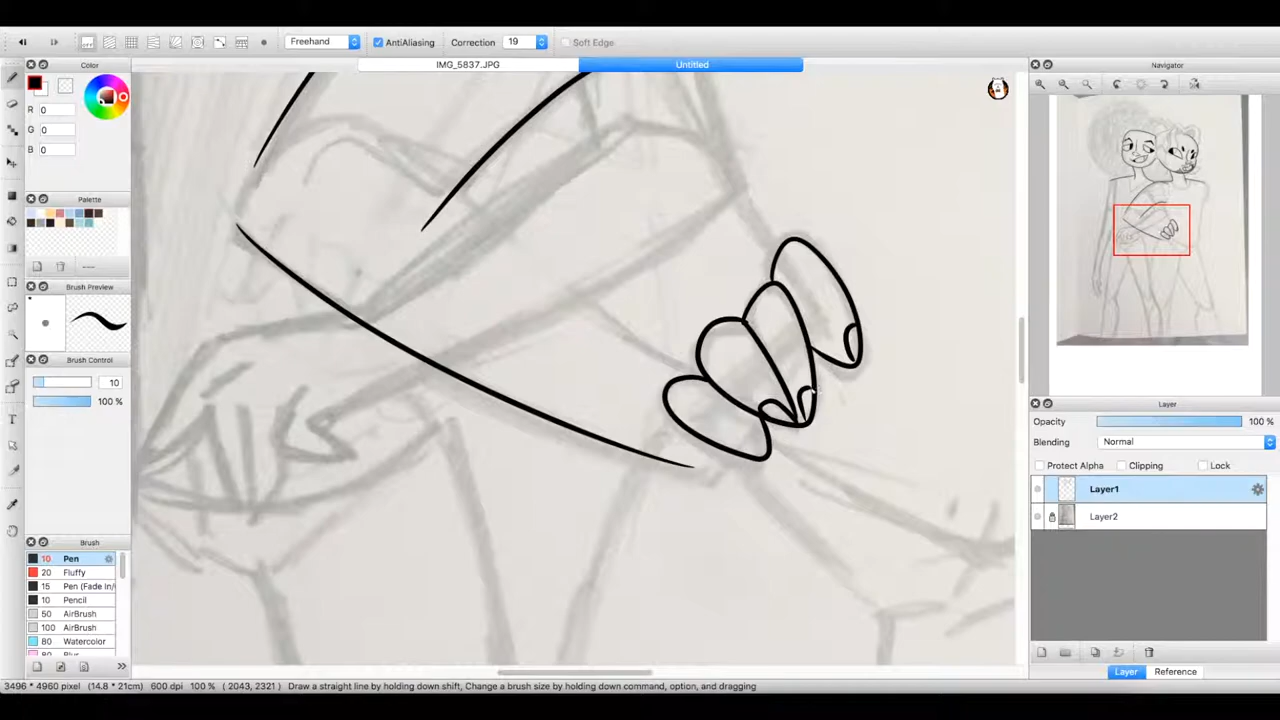 Freehand
AntiAliasing
Correction
19
Soft Edge
Color
IMG_5837.JPG
Untitled
Navigator
R
0
G
0
B
0
Palette
---
Brush Preview
Brush Control
10
100 %
Brush
10 Pen
20 Fluffy
15 Pen (Fade In/
10 Pencil
50 AirBrush
100 AirBrush
80 Watercolor
80 Blur
Layer
Opacity
100 %
Blending
Normal
Protect Alpha
Clipping
Lock
Layer1
Layer2
Layer
Reference
3496 * 4960 pixel (14.8 * 21cm) 600 dpi 100 % ( 2043, 2321 ) Draw a straight line by holding down shift, Change a brush size by holding down command, option, and dragging